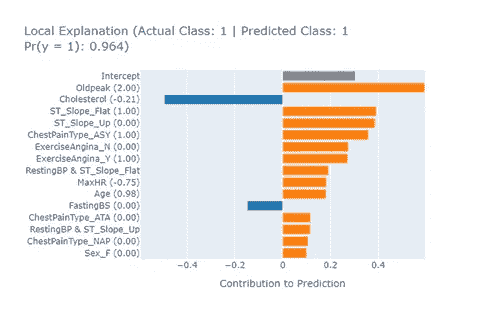 Local Explanation (Actual Class: 1 | Predicted Class: 1
Pr(y = 1): 0.964)
Intercept
Oldpeak (2.00)
Cholesterol (-0.21)
ST_Slope_Flat (1.00)
ST_Slope_Up (0.00)
ChestPainType_ASY (1.00)
ExerciseAngina_N (0.00)
ExerciseAngina_Y (1.00)
RestingBP & ST_Slope_Flat
MaxHR (-0.75)
Age (0.98)
FastingBS (0.00)
ChestPainType_ATA (0.00)
RestingBP & ST_Slope_Up
ChestPainType_NAP (0.00)
Sex_F (0.00)
−0.4 −0.2 0 0.2 0.4
Contribution to Prediction